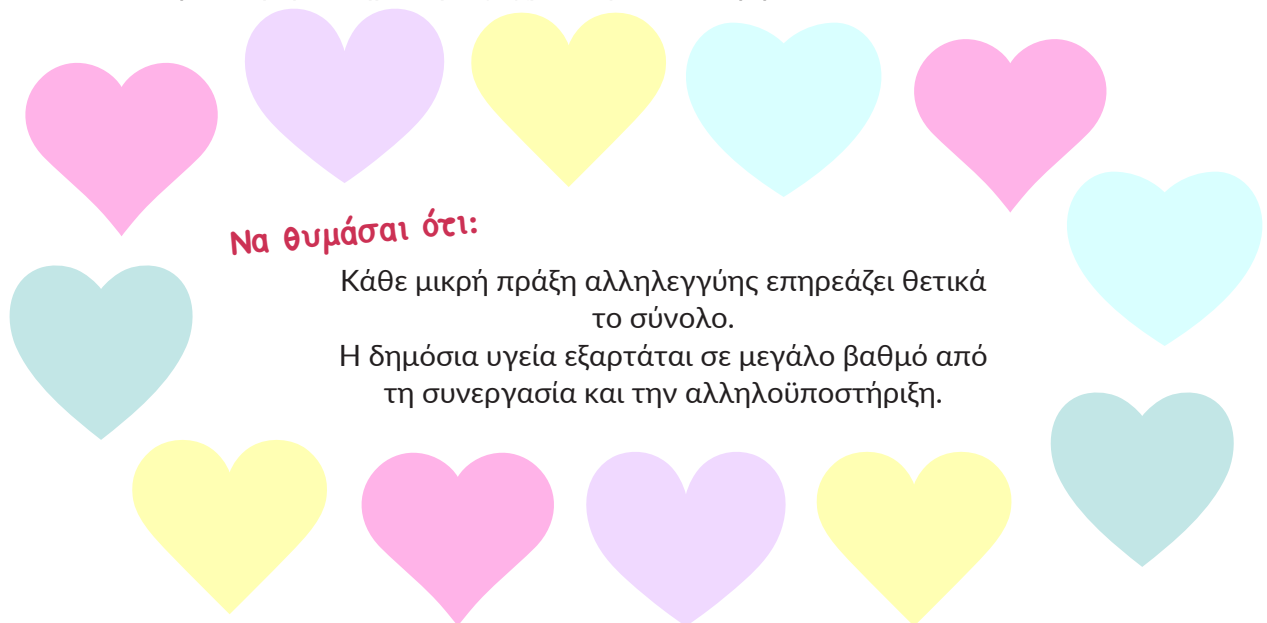 Να θυμάσαι ότι:
Κάθε μικρή πράξη αλληλεγγύης επηρεάζει θετικά
το σύνολο.
Η δημόσια υγεία εξαρτάται σε μεγάλο βαθμό από
τη συνεργασία και την αλληλοϋποστήριξη.